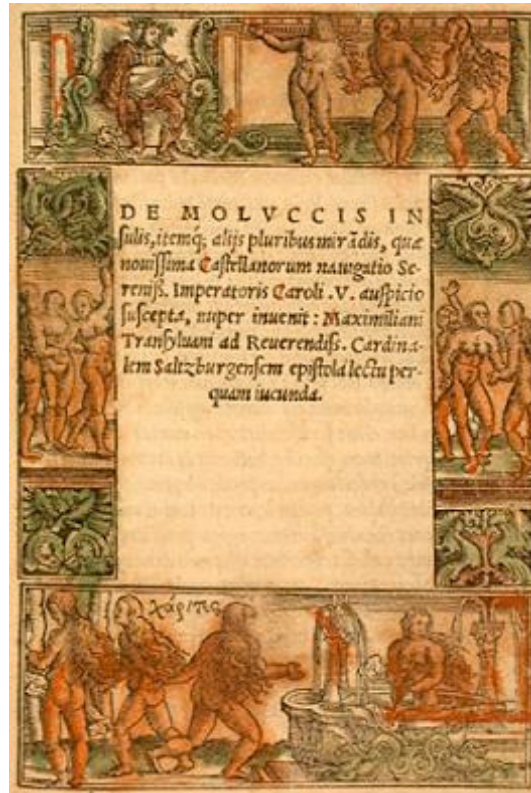 DE MOLVCCIS IN
sulis, itemq; alijs pluribus mirãdis, quæ
nouissima Castellanorum nauigatio Se-
reniss. Imperatoris Caroli .V. auspicio
suscepta, nuper inuenit: Maximiliani
Transyluani ad Reuerendiss. Cardina-
lem Saltzburgensem epistola lectu per-
quam iucunda.
χάριτες